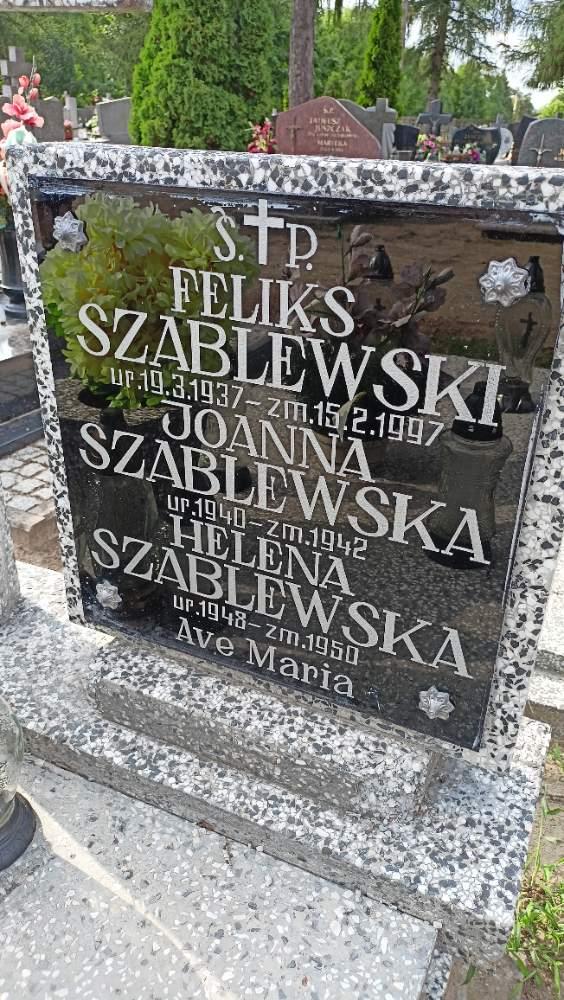 Ś. P.
FELIKS
SZABLEWSKI
ur.19.3.1937-zm.15.2.1997
JOANNA
SZABLEWSKA
ur.1940-zm.1942
HELENA
SZABLEWSKA
ur.1948-zm.1950
Ave Maria